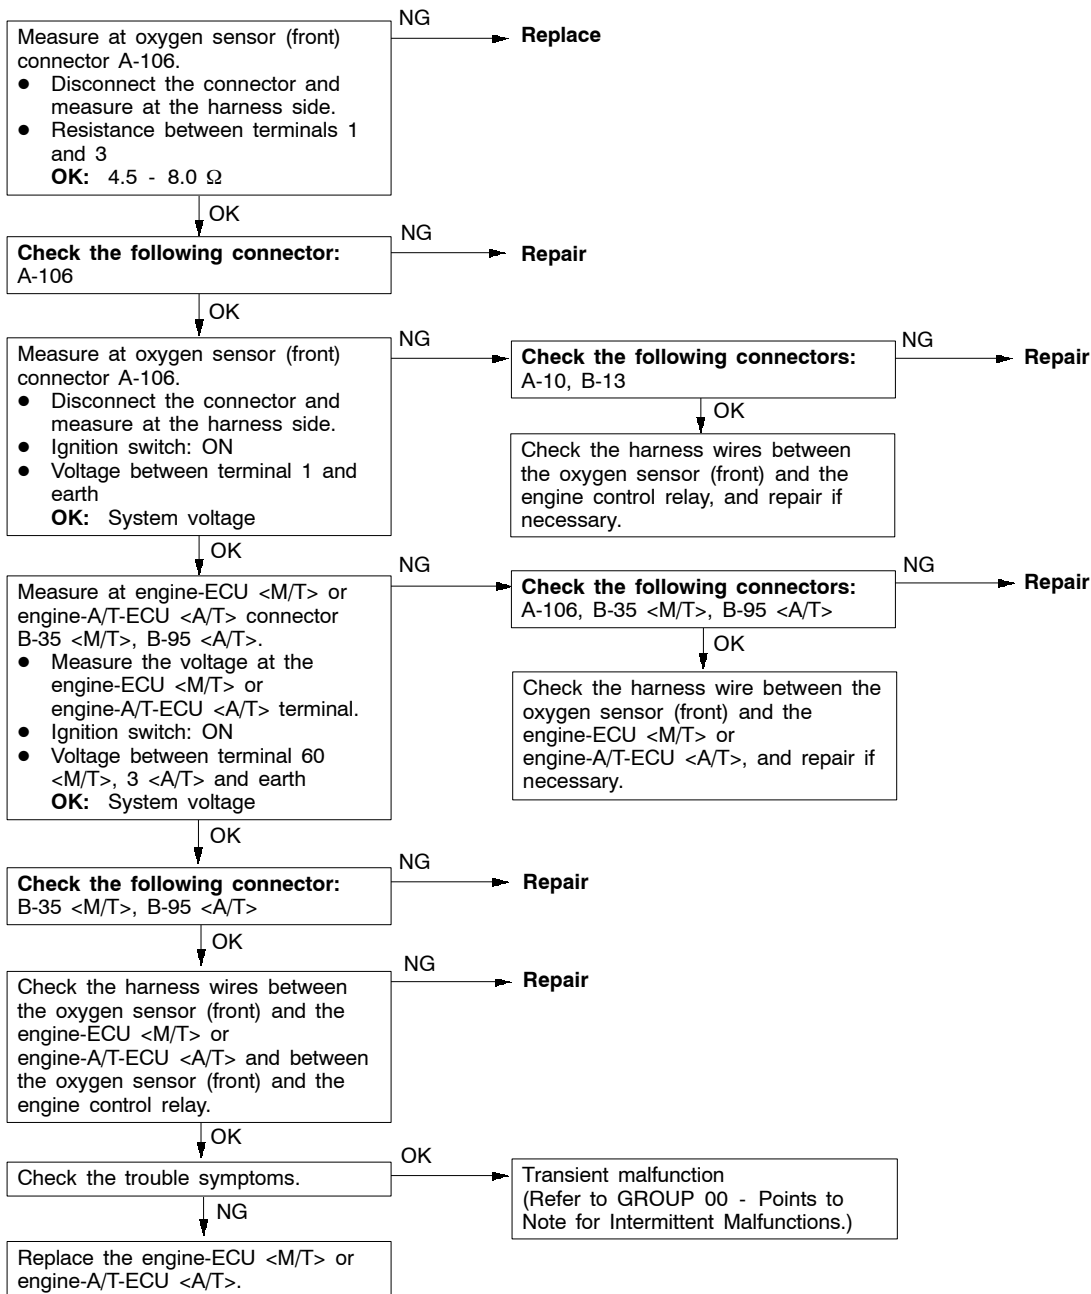 NG
Measure at oxygen sensor (front)
connector A-106.
● Disconnect the connector and
measure at the harness side.
● Resistance between terminals 1
and 3
OK: 4.5 - 8.0 Ω
Replace
OK
Check the following connector:
A-106
NG
Repair
OK
Measure at oxygen sensor (front)
connector A-106.
● Disconnect the connector and
measure at the harness side.
● Ignition switch: ON
● Voltage between terminal 1 and
earth
OK: System voltage
NG
Check the following connectors:
A-10, B-13
NG
Repair
OK
Check the harness wires between
the oxygen sensor (front) and the
engine control relay, and repair if
necessary.
OK
Measure at engine-ECU <M/T> or
engine-A/T-ECU <A/T> connector
B-35 <M/T>, B-95 <A/T>.
● Measure the voltage at the
engine-ECU <M/T> or
engine-A/T-ECU <A/T> terminal.
● Ignition switch: ON
● Voltage between terminal 60
<M/T>, 3 <A/T> and earth
OK: System voltage
NG
Check the following connectors:
A-106, B-35 <M/T>, B-95 <A/T>
NG
Repair
OK
Check the harness wire between the
oxygen sensor (front) and the
engine-ECU <M/T> or
engine-A/T-ECU <A/T>, and repair if
necessary.
OK
Check the following connector:
B-35 <M/T>, B-95 <A/T>
NG
Repair
OK
Check the harness wires between
the oxygen sensor (front) and the
engine-ECU <M/T> or
engine-A/T-ECU <A/T> and between
the oxygen sensor (front) and the
engine control relay.
NG
Repair
OK
Check the trouble symptoms.
OK
Transient malfunction
(Refer to GROUP 00 - Points to
Note for Intermittent Malfunctions.)
NG
Replace the engine-ECU <M/T> or
engine-A/T-ECU <A/T>.